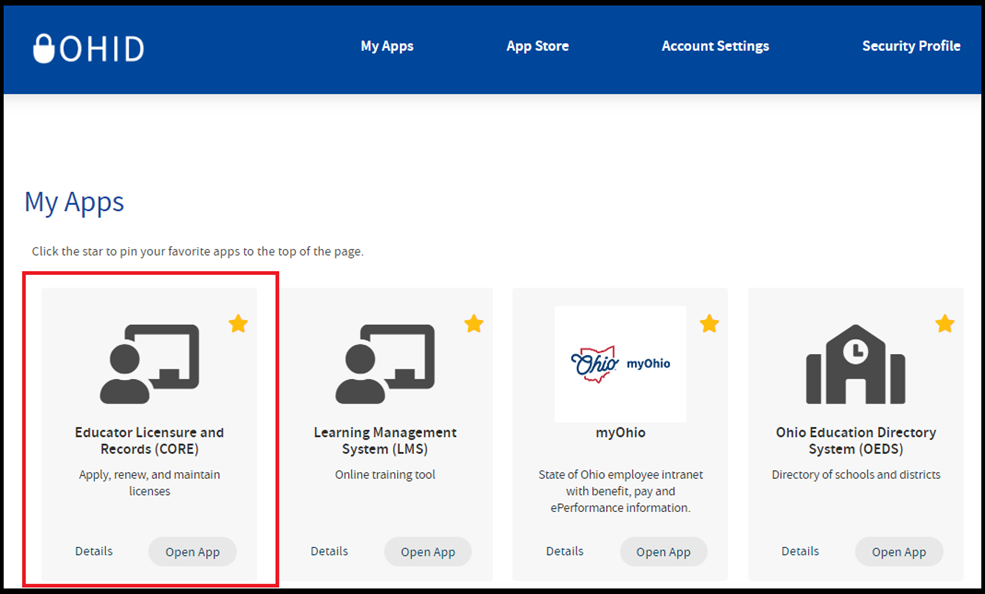 OHID
My Apps
App Store
Account Settings
Security Profile
My Apps
Click the star to pin your favorite apps to the top of the page.
Educator Licensure and
Records (CORE)
Apply, renew, and maintain
licenses
Details
Open App
Learning Management
System (LMS)
Online training tool
Details
Open App
Ohio myOhio
myOhio
State of Ohio employee intranet
with benefit, pay and
ePerformance information.
Details
Open App
Ohio Education Directory
System (OEDS)
Directory of schools and districts
Details
Open App